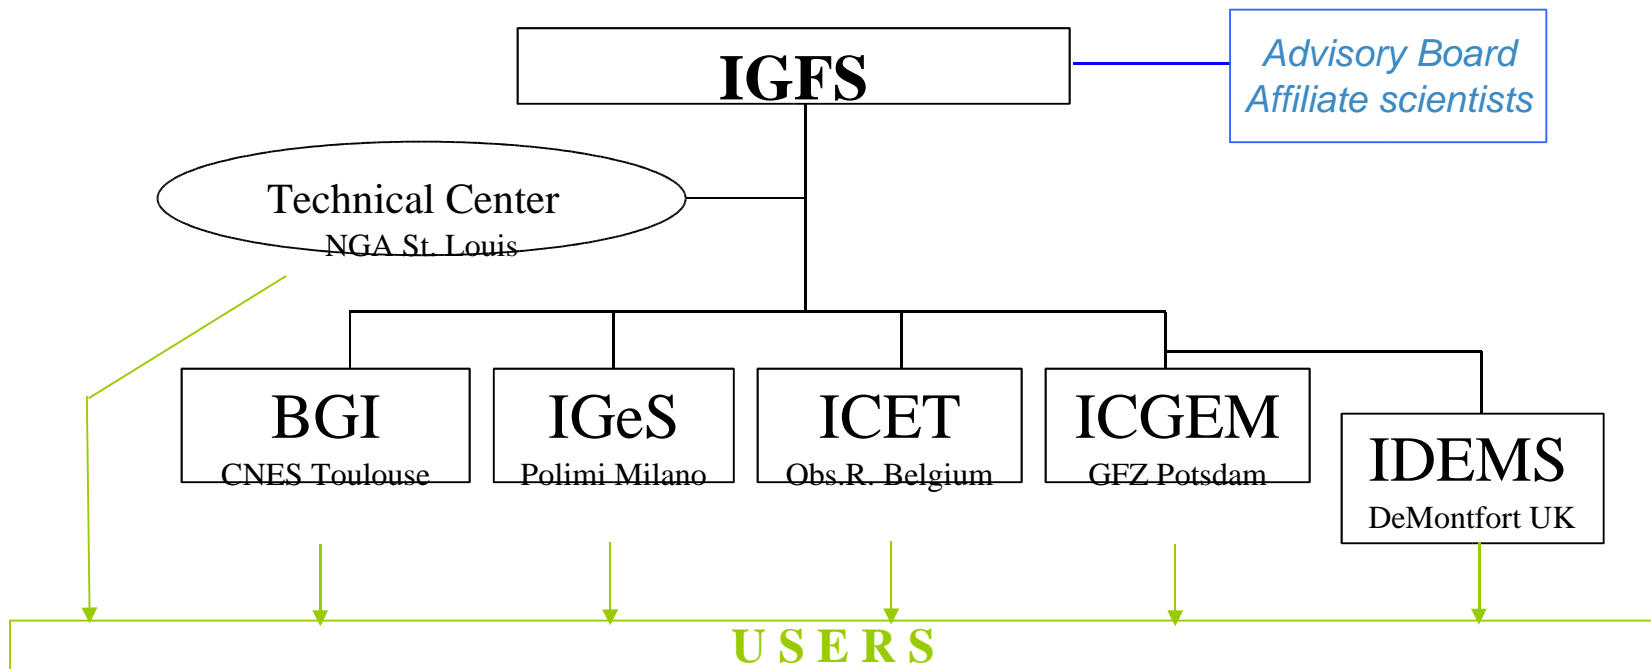 IGFS
Advisory Board
Affiliate scientists
Technical Center
NGA St. Louis
BGI
CNES Toulouse
IGeS
Polimi Milano
ICET
Obs.R. Belgium
ICGEM
GFZ Potsdam
IDEMS
DeMontfort UK
U S E R S